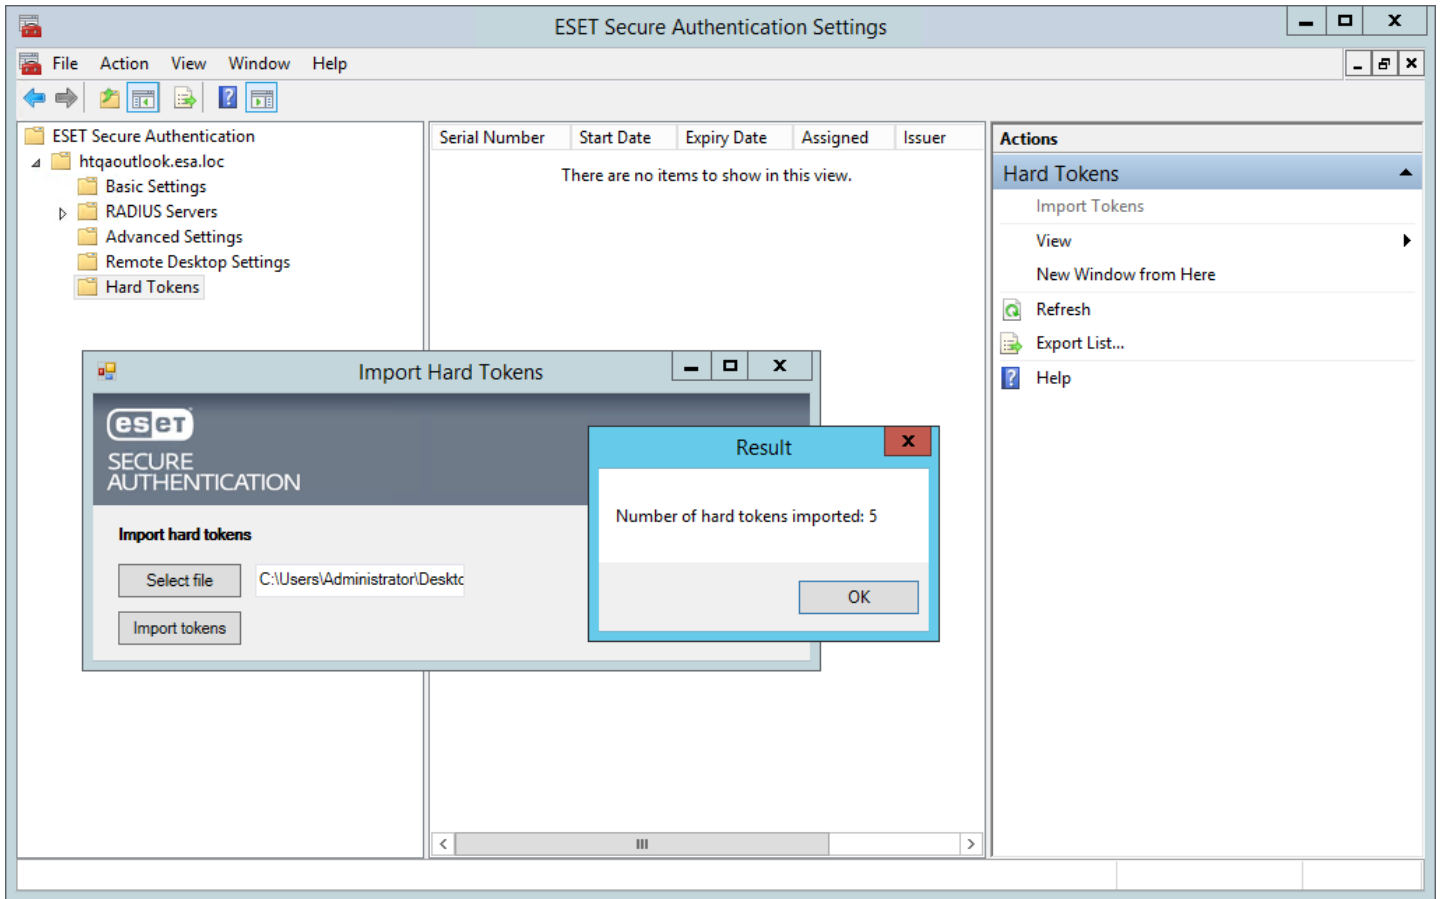 ESET Secure Authentication Settings
File Action View Window Help
ESET Secure Authentication
htqaoutlook.esa.loc
Basic Settings
RADIUS Servers
Advanced Settings
Remote Desktop Settings
Hard Tokens
Serial Number Start Date Expiry Date Assigned Issuer
There are no items to show in this view.
Actions
Hard Tokens
Import Tokens
View
New Window from Here
Refresh
Export List...
Help
Import Hard Tokens
eset
SECURE
AUTHENTICATION
Import hard tokens
Select file C:\Users\Administrator\Deskto
Import tokens
Result
Number of hard tokens imported: 5
OK